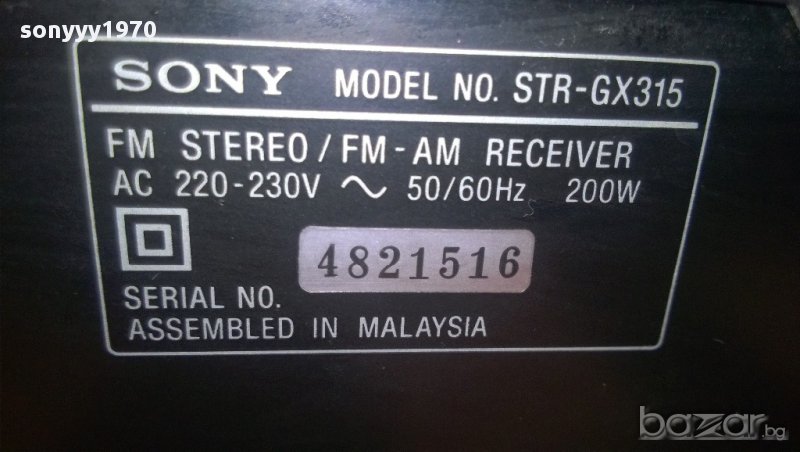 sonyyy1970
SONY MODEL NO. STR-GX315
FM STEREO / FM-AM RECEIVER
AC 220-230V ~ 50/60Hz 200W
4821516
SERIAL NO.
ASSEMBLED IN MALAYSIA
bazar.bg